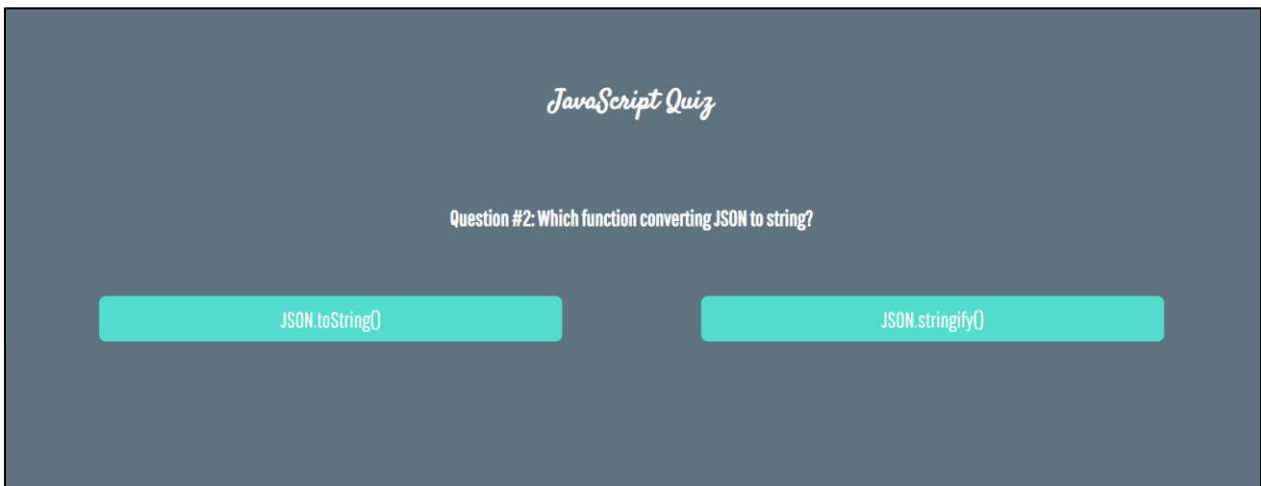 JavaScript Quiz
Question #2: Which function converting JSON to string?
JSON.toString()
JSON.stringify()